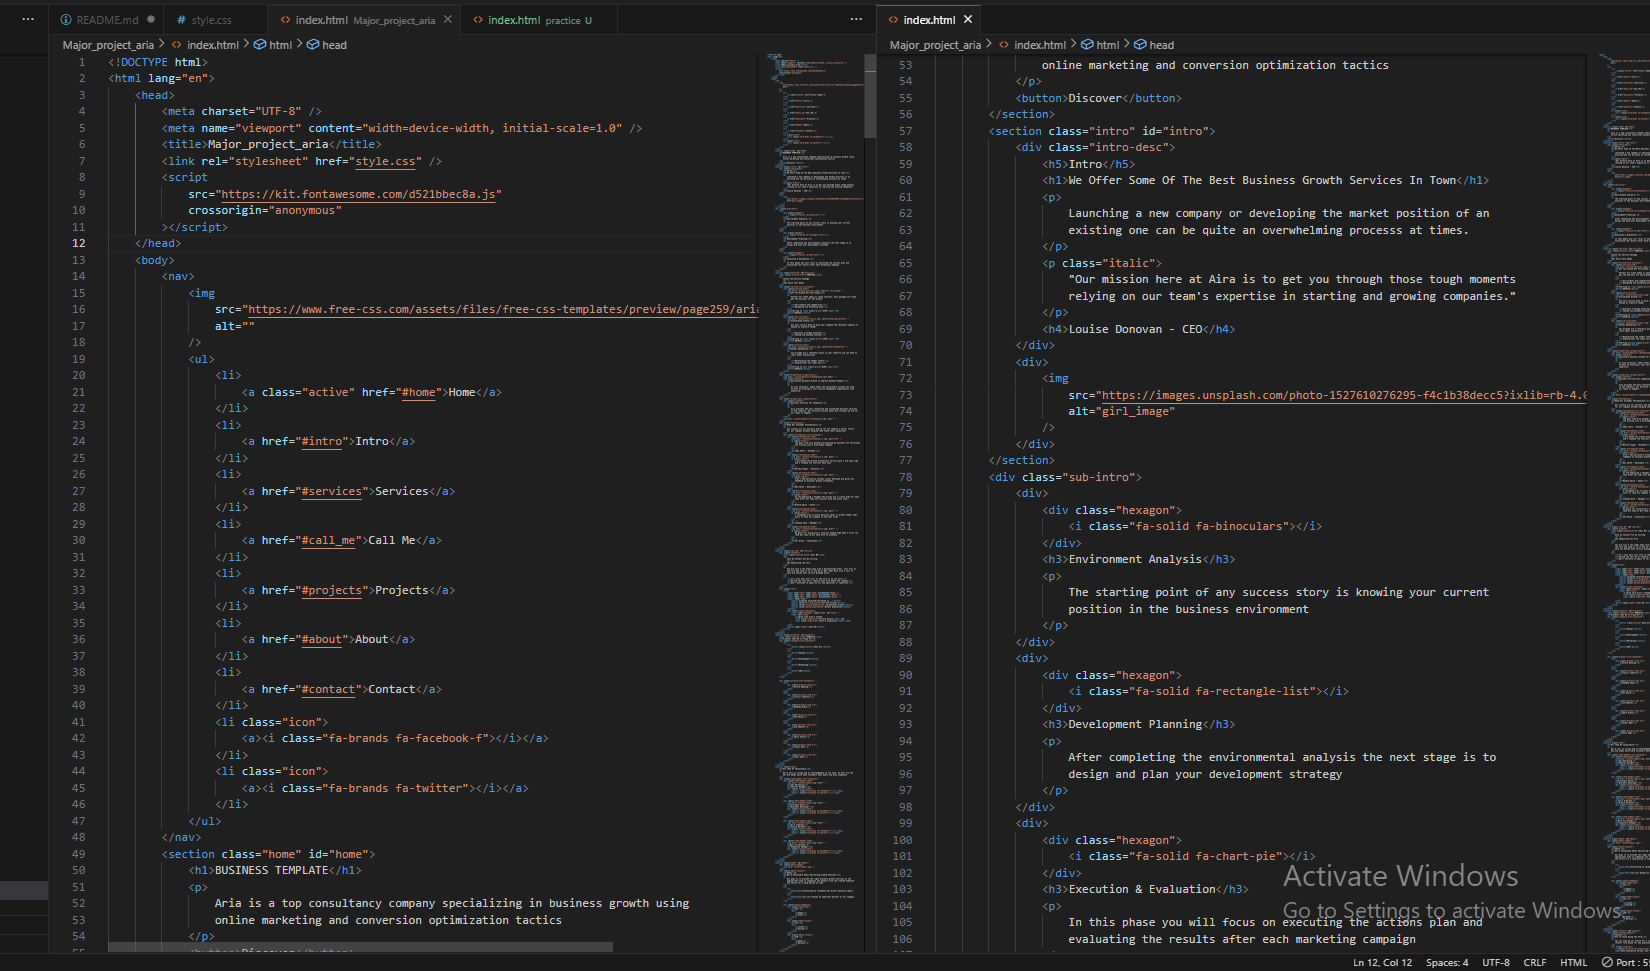 README.md
# style.css
index.html Major_project_aria
index.html practice U
index.html
Major_project_aria > index.html > html > head
Major_project_aria > index.html > html > head
1 <!DOCTYPE html>
2 <html lang="en">
3 <head>
4 <meta charset="UTF-8" />
5 <meta name="viewport" content="width=device-width, initial-scale=1.0" />
6 <title>Major_project_aria</title>
7 <link rel="stylesheet" href="style.css" />
8 <script
9 src="https://kit.fontawesome.com/d521bbec8a.js"
10 crossorigin="anonymous"
11 ></script>
12 </head>
13 <body>
14 <nav>
15 <img
16 src="https://www.free-css.com/assets/files/free-css-templates/preview/page259/aria
17 alt=""
18 />
19 <ul>
20 <li>
21 <a class="active" href="#home">Home</a>
22 </li>
23 <li>
24 <a href="#intro">Intro</a>
25 </li>
26 <li>
27 <a href="#services">Services</a>
28 </li>
29 <li>
30 <a href="#call_me">Call Me</a>
31 </li>
32 <li>
33 <a href="#projects">Projects</a>
34 </li>
35 <li>
36 <a href="#about">About</a>
37 </li>
38 <li>
39 <a href="#contact">Contact</a>
40 </li>
41 <li class="icon">
42 <a><i class="fa-brands fa-facebook-f"></i></a>
43 </li>
44 <li class="icon">
45 <a><i class="fa-brands fa-twitter"></i></a>
46 </li>
47 </ul>
48 </nav>
49 <section class="home" id="home">
50 <h1>BUSINESS TEMPLATE</h1>
51 <p>
52 Aria is a top consultancy company specializing in business growth using
53 online marketing and conversion optimization tactics
54 </p>
53 online marketing and conversion optimization tactics
54 </p>
55 <button>Discover</button>
56 </section>
57 <section class="intro" id="intro">
58 <div class="intro-desc">
59 <h5>Intro</h5>
60 <h1>We Offer Some Of The Best Business Growth Services In Town</h1>
61 <p>
62 Launching a new company or developing the market position of an
63 existing one can be quite an overwhelming processs at times.
64 </p>
65 <p class="italic">
66 "Our mission here at Aira is to get you through those tough moments
67 relying on our team's expertise in starting and growing companies."
68 </p>
69 <h4>Louise Donovan - CEO</h4>
70 </div>
71 <div>
72 <img
73 src="https://images.unsplash.com/photo-1527610276295-f4c1b38decc5?ixlib=rb-4.0
74 alt="girl_image"
75 />
76 </div>
77 </section>
78 <div class="sub-intro">
79 <div>
80 <div class="hexagon">
81 <i class="fa-solid fa-binoculars"></i>
82 </div>
83 <h3>Environment Analysis</h3>
84 <p>
85 The starting point of any success story is knowing your current
86 position in the business environment
87 </p>
88 </div>
89 <div>
90 <div class="hexagon">
91 <i class="fa-solid fa-rectangle-list"></i>
92 </div>
93 <h3>Development Planning</h3>
94 <p>
95 After completing the environmental analysis the next stage is to
96 design and plan your development strategy
97 </p>
98 </div>
99 <div>
100 <div class="hexagon">
101 <i class="fa-solid fa-chart-pie"></i>
102 </div>
103 <h3>Execution & Evaluation</h3>
104 <p>
105 In this phase you will focus on executing the actions plan and
106 evaluating the results after each marketing campaign
Activate Windows
Go to Settings to activate Windows.
Ln 12, Col 12 Spaces: 4 UTF-8 CRLF HTML Port : 5